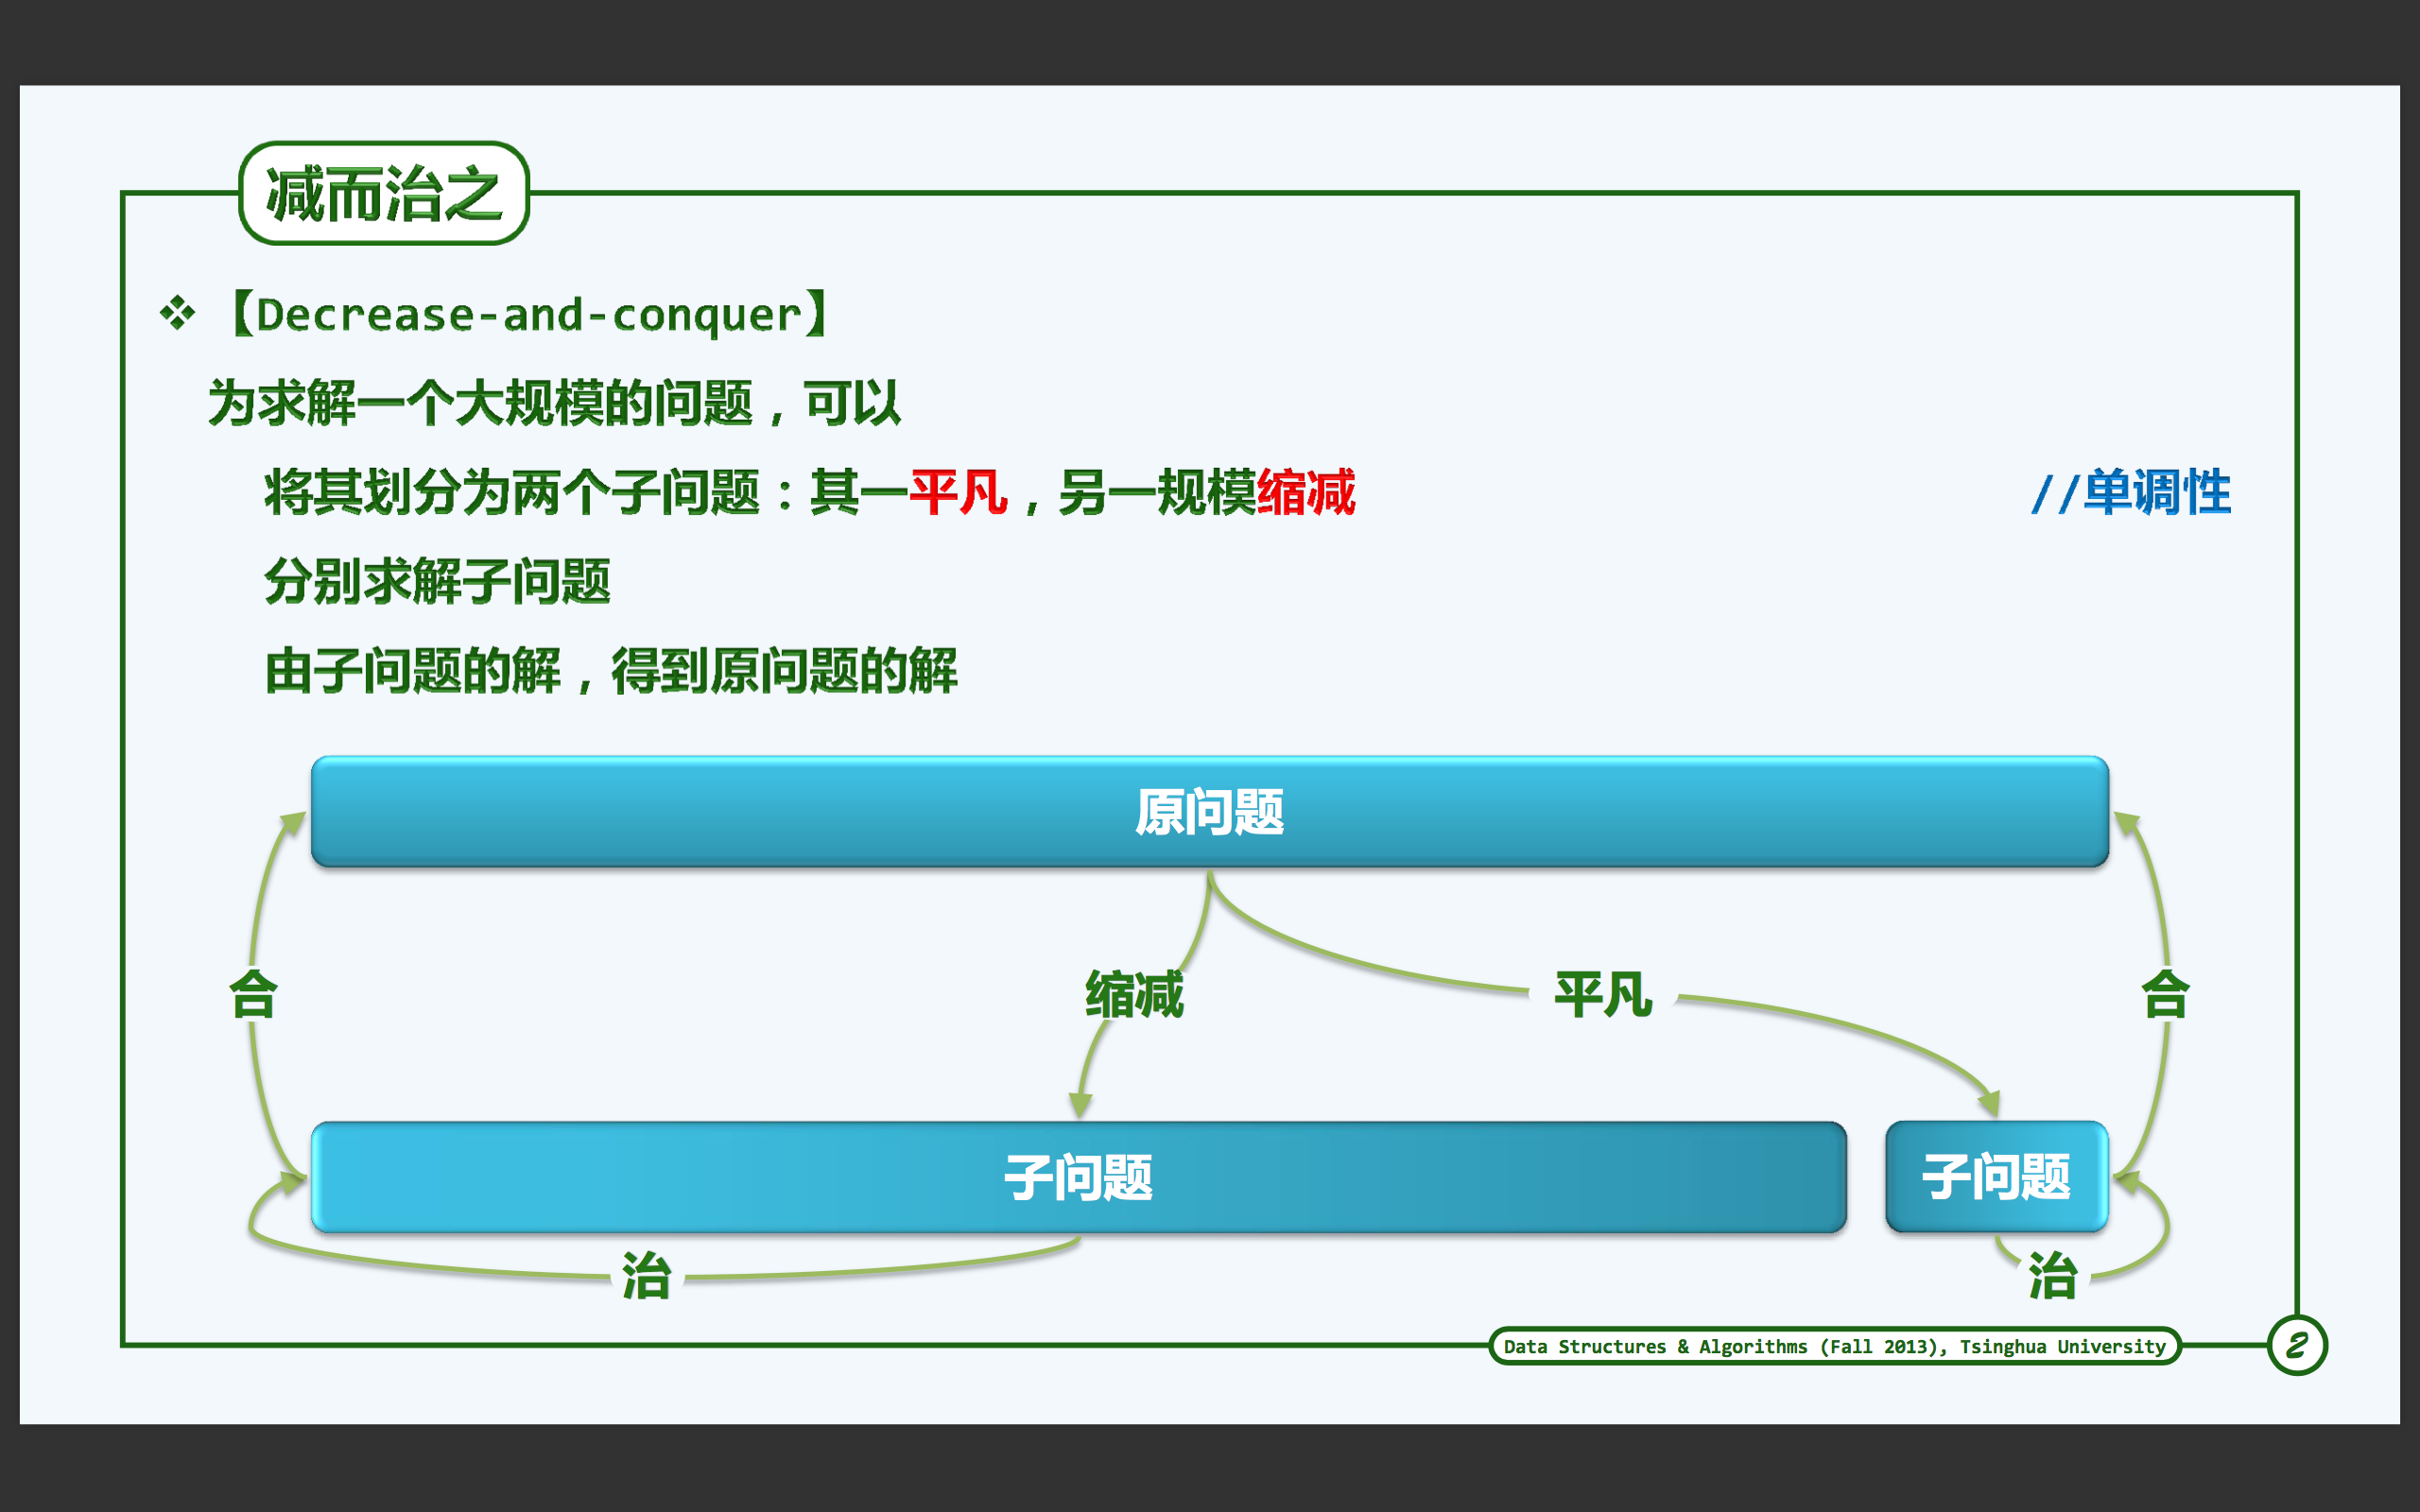 减而治之
【Decrease-and-conquer】
为求解一个大规模的问题，可以
将其划分为两个子问题：其一平凡，另一规模缩减 //单调性
分别求解子问题
由子问题的解，得到原问题的解
原问题
合 缩减 平凡 合
子问题 子问题
治 治
Data Structures & Algorithms (Fall 2013), Tsinghua University 2